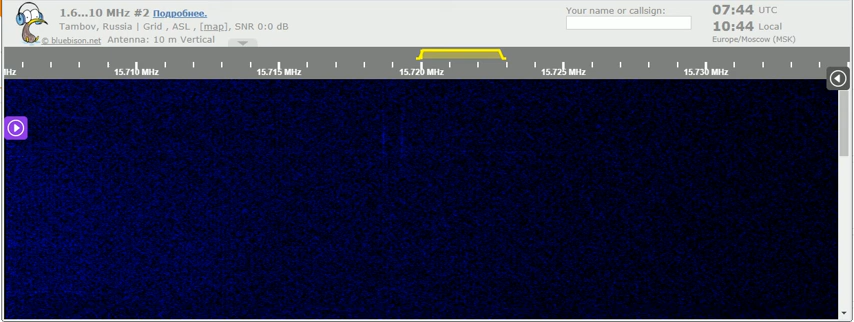 1.6...10 MHz #2 Подробнее.
Tambov, Russia | Grid , ASL , [map], SNR 0:0 dB
© bluebison.net Antenna: 10 m Vertical
Your name or callsign:
07:44 UTC
10:44 Local
Europe/Moscow (MSK)
15.710 MHz 15.715 MHz 15.720 MHz 15.725 MHz 15.730 MHz